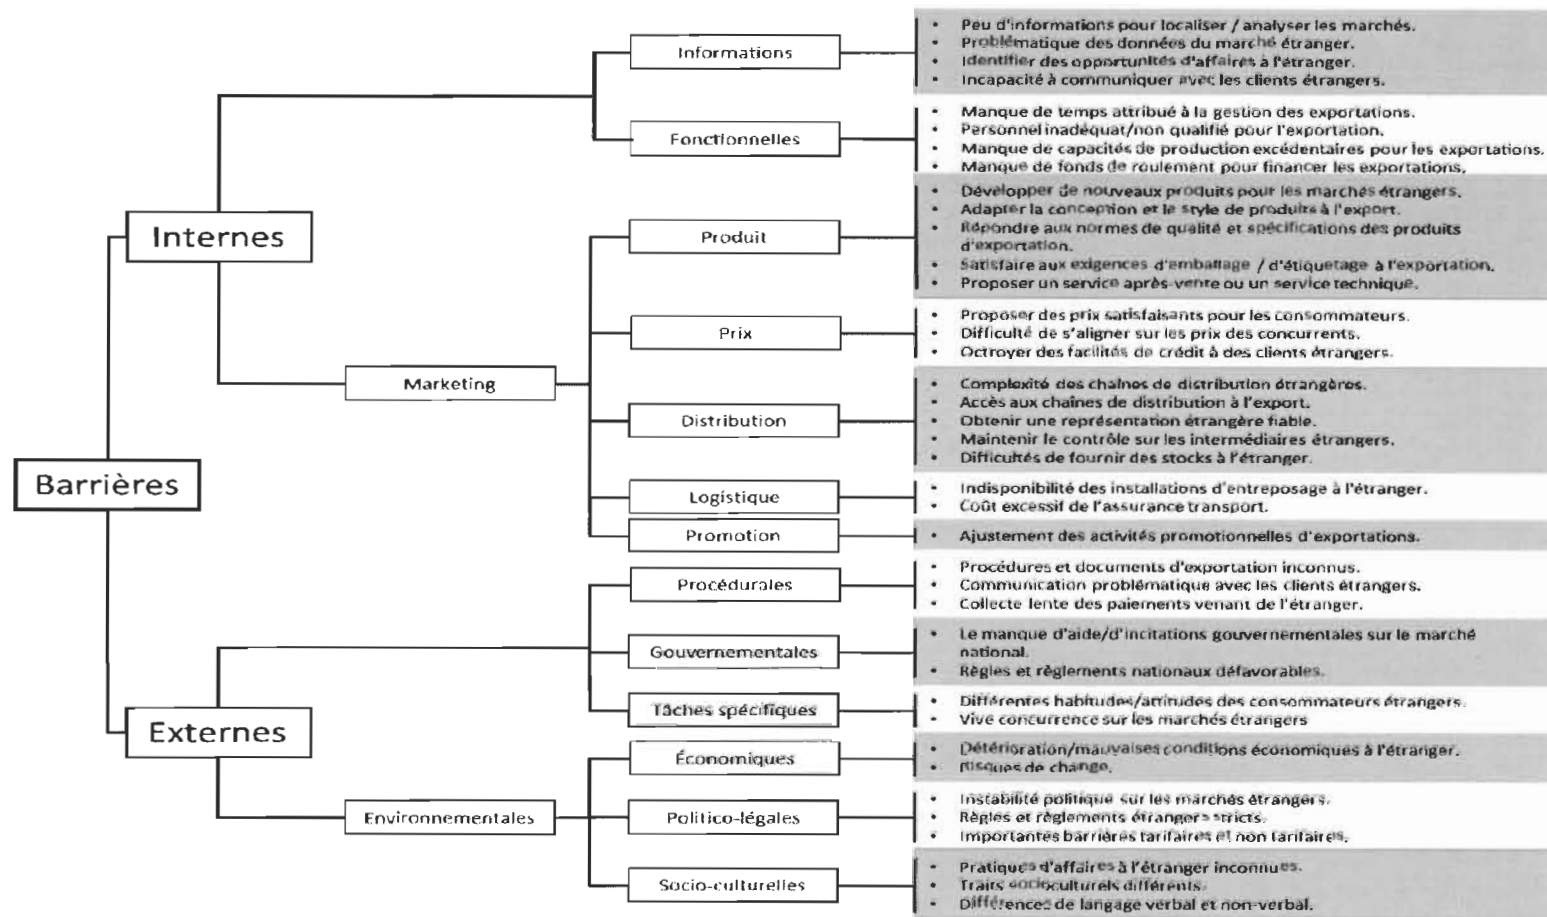 Barrières
Internes
Informations
• Peu d'informations pour localiser / analyser les marchés.
• Problématique des données du marché étranger.
• Identifier des opportunités d'affaires à l'étranger.
• Incapacité à communiquer avec les clients étrangers.
Fonctionnelles
• Manque de temps attribué à la gestion des exportations.
• Personnel inadéquat/non qualifié pour l'exportation.
• Manque de capacités de production excédentaires pour les exportations.
• Manque de fonds de roulement pour financer les exportations.
Marketing
Produit
• Développer de nouveaux produits pour les marchés étrangers.
• Adapter la conception et le style de produits à l'export.
• Répondre aux normes de qualité et spécifications des produits
d'exportation.
• Satisfaire aux exigences d'emballage / d'étiquetage à l'exportation.
• Proposer un service après-vente ou un service technique.
Prix
• Proposer des prix satisfaisants pour les consommateurs.
• Difficulté de s'aligner sur les prix des concurrents.
• Octroyer des facilités de crédit à des clients étrangers.
Distribution
• Complexité des chaînes de distribution étrangères.
• Accès aux chaînes de distribution à l'export.
• Obtenir une représentation étrangère fiable.
• Maintenir le contrôle sur les intermédiaires étrangers.
• Difficultés de fournir des stocks à l'étranger.
Logistique
• Indisponibilité des installations d'entreposage à l'étranger.
• Coût excessif de l'assurance transport.
Promotion
• Ajustement des activités promotionnelles d'exportations.
Externes
Procédurales
• Procédures et documents d'exportation inconnus.
• Communication problématique avec les clients étrangers.
• Collecte lente des paiements venant de l'étranger.
Gouvernementales
• Le manque d'aide/d'incitations gouvernementales sur le marché
national.
• Règles et règlements nationaux défavorables.
Tâches spécifiques
• Différentes habitudes/attitudes des consommateurs étrangers.
• Vive concurrence sur les marchés étrangers
Environnementales
Économiques
• Détérioration/mauvaises conditions économiques à l'étranger.
• Risques de change.
Politico-légales
• Instabilité politique sur les marchés étrangers.
• Règles et règlements étrangers stricts.
• Importantes barrières tarifaires et non tarifaires.
Socio-culturelles
• Pratiques d'affaires à l'étranger inconnues.
• Traits socioculturels différents.
• Différences de langage verbal et non-verbal.